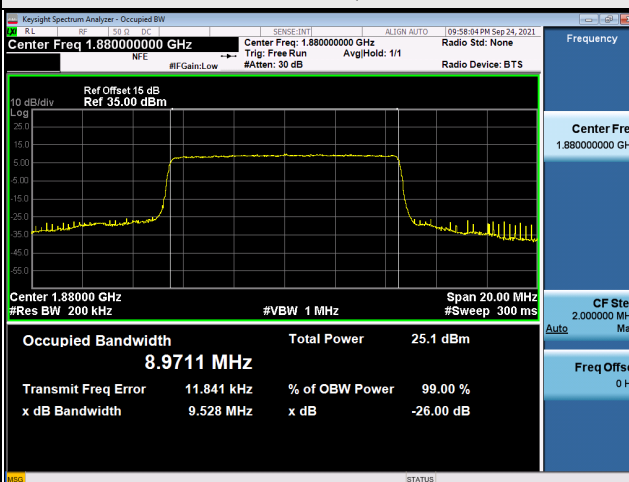 Keysight Spectrum Analyzer - Occupied BW
LXI RL RF 50 Ω DC SENSE:INT ALIGN AUTO 09:58:04 PM Sep 24, 2021
Center Freq 1.880000000 GHz
NFE
#IFGain:Low
Center Freq: 1.880000000 GHz
Trig: Free Run Avg|Hold: 1/1
#Atten: 30 dB
Radio Std: None
Radio Device: BTS
Frequency
Ref Offset 15 dB
10 dB/div Ref 35.00 dBm
Log
25.0
15.0
5.00
-5.00
-15.0
-25.0
-35.0
-45.0
-55.0
Center 1.88000 GHz Span 20.00 MHz
#Res BW 200 kHz #VBW 1 MHz #Sweep 300 ms
Occupied Bandwidth Total Power 25.1 dBm
8.9711 MHz
Transmit Freq Error 11.841 kHz % of OBW Power 99.00 %
x dB Bandwidth 9.528 MHz x dB -26.00 dB
Center Fre
1.880000000 GH
CF Ste
2.000000 MH
Auto Ma
Freq Offse
0 H
MSG STATUS